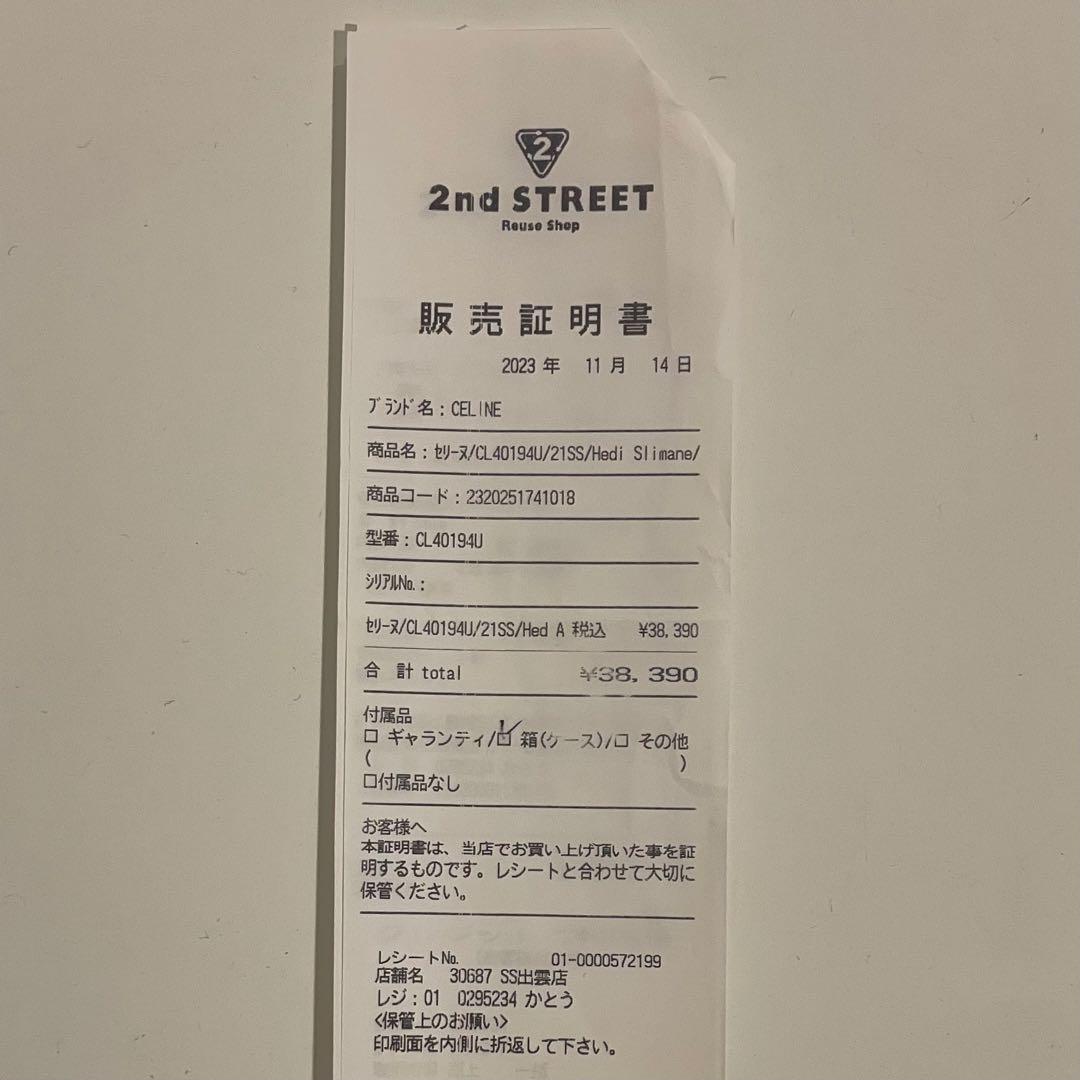 2
2nd STREET
Reuse Shop
販売証明書
2023 年 11 月 14 日
ブランド名:CELINE
商品名:セリーヌ/CL40194U/21SS/Hedi Slimane/
商品コード:2320251741018
型番:CL40194U
シリアルNo.:
セリーヌ/CL40194U/21SS/Hed A 税込 ¥38,390
合 計 total ¥38,390
付属品
□ ギャランティ/□ 箱(ケース)/□ その他
( )
□付属品なし
お客様へ
本証明書は、当店でお買い上げ頂いた事を証
明するものです。レシートと合わせて大切に
保管ください。
レシートNo. 01-0000572199
店舗名 30687 SS出雲店
レジ:01 0295234 かとう
<保管上のお願い>
印刷面を内側に折返して下さい。